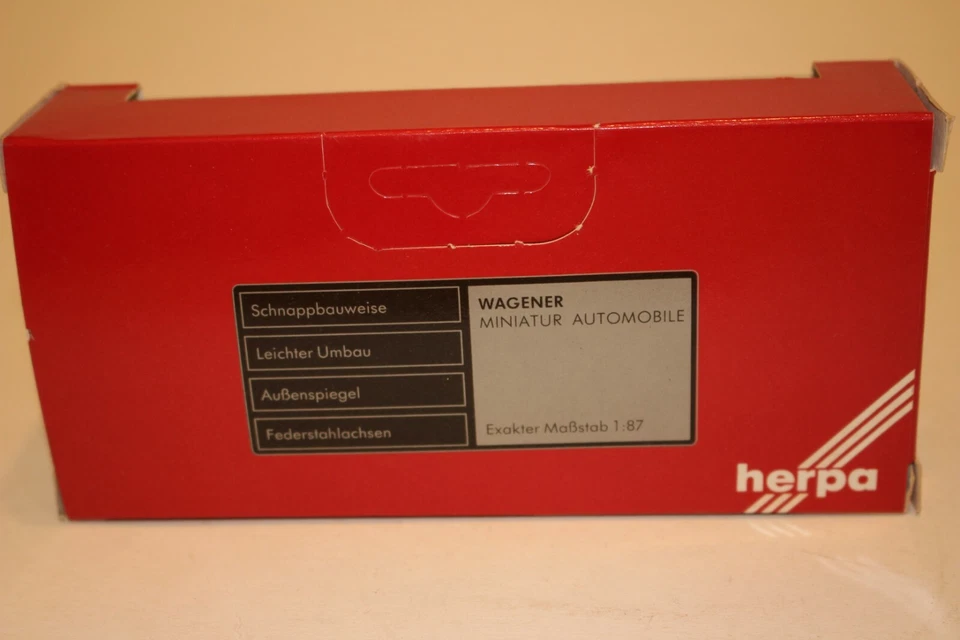 Schnappbauweise
Leichter Umbau
Außenspiegel
Federstahlachsen
WAGENER
MINIATUR AUTOMOBILE
Exakter Maßstab 1:87
herpa